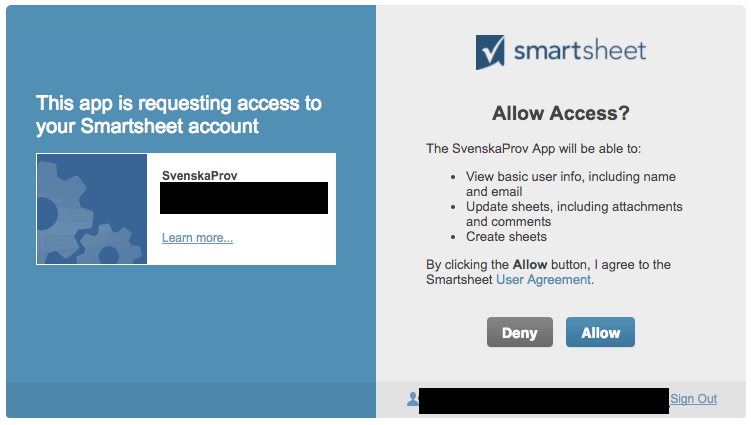 This app is requesting access to
your Smartsheet account
SvenskaProv
Learn more...
smartsheet
Allow Access?
The SvenskaProv App will be able to:
• View basic user info, including name
and email
• Update sheets, including attachments
and comments
• Create sheets
By clicking the Allow button, I agree to the
Smartsheet User Agreement.
Deny Allow
Sign Out